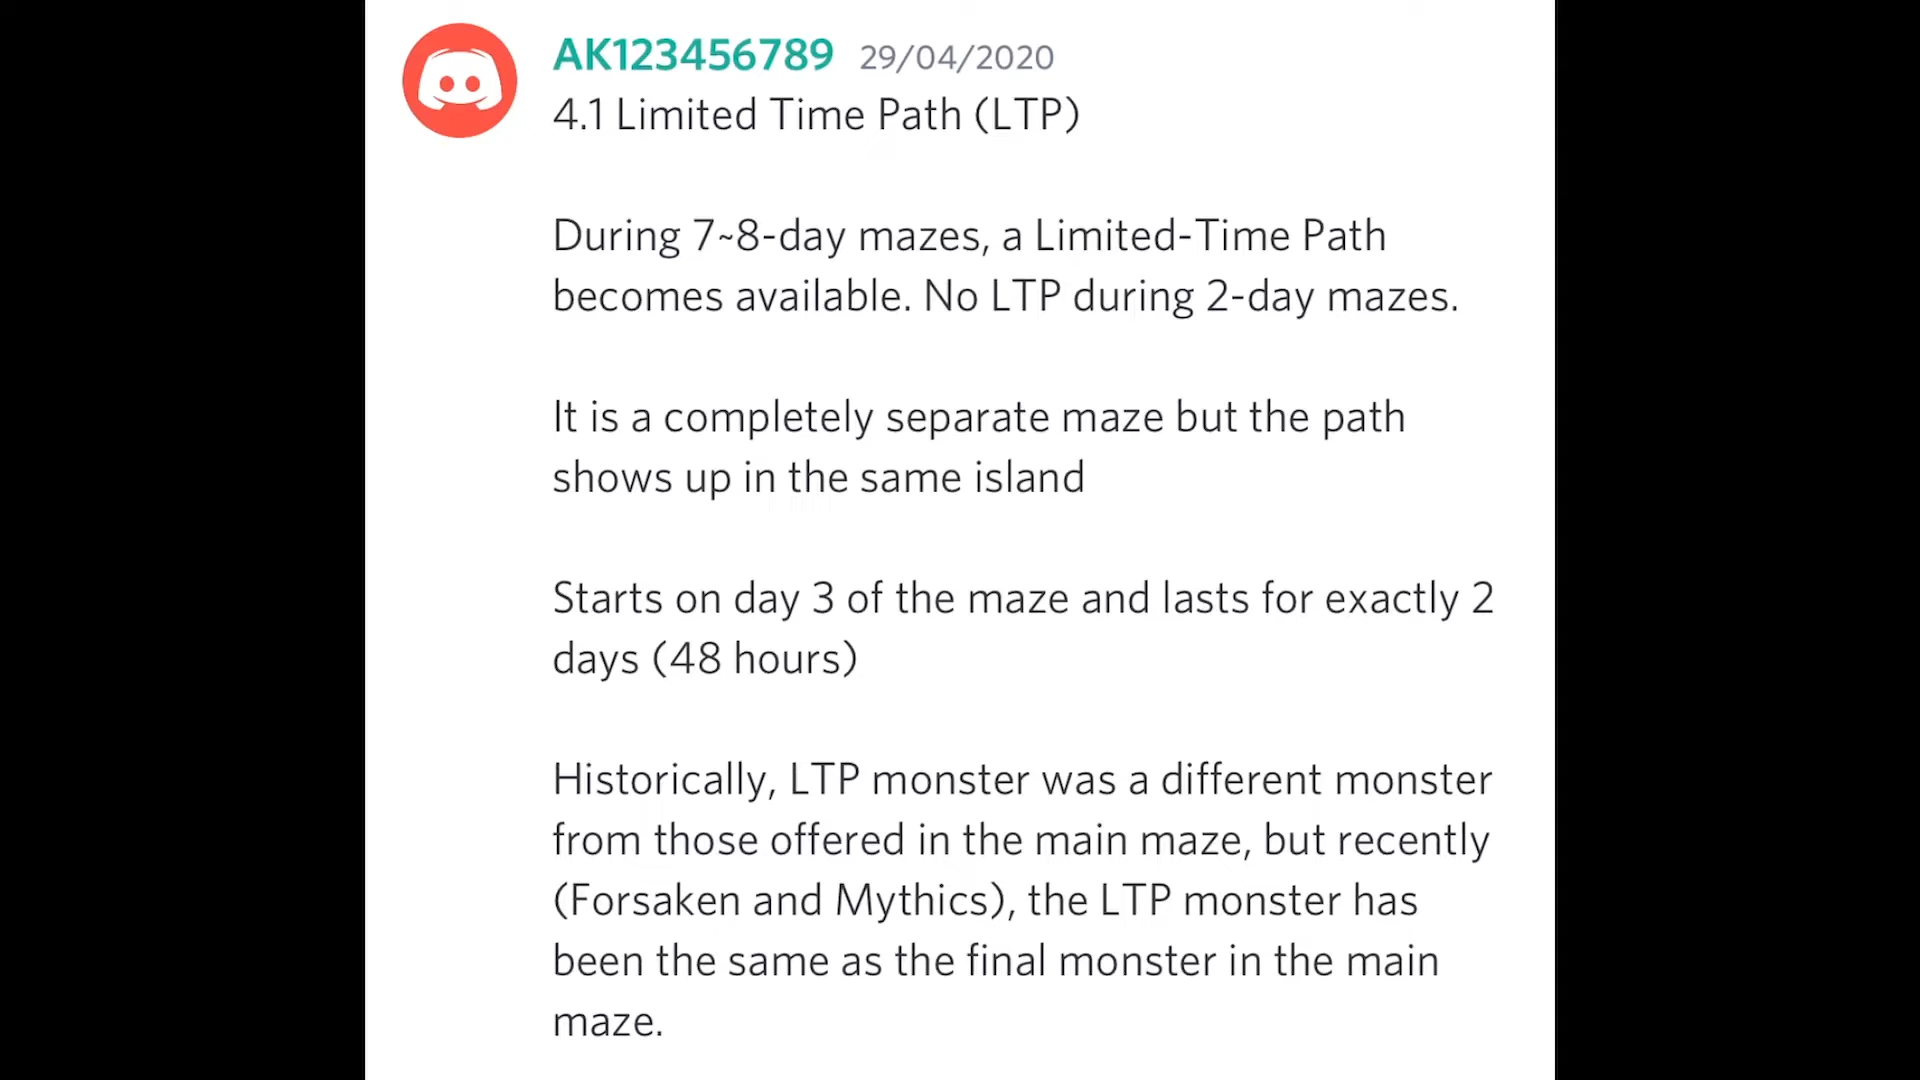 AK123456789 29/04/2020
4.1 Limited Time Path (LTP)
During 7~8-day mazes, a Limited-Time Path
becomes available. No LTP during 2-day mazes.
It is a completely separate maze but the path
shows up in the same island
Starts on day 3 of the maze and lasts for exactly 2
days (48 hours)
Historically, LTP monster was a different monster
from those offered in the main maze, but recently
(Forsaken and Mythics), the LTP monster has
been the same as the final monster in the main
maze.